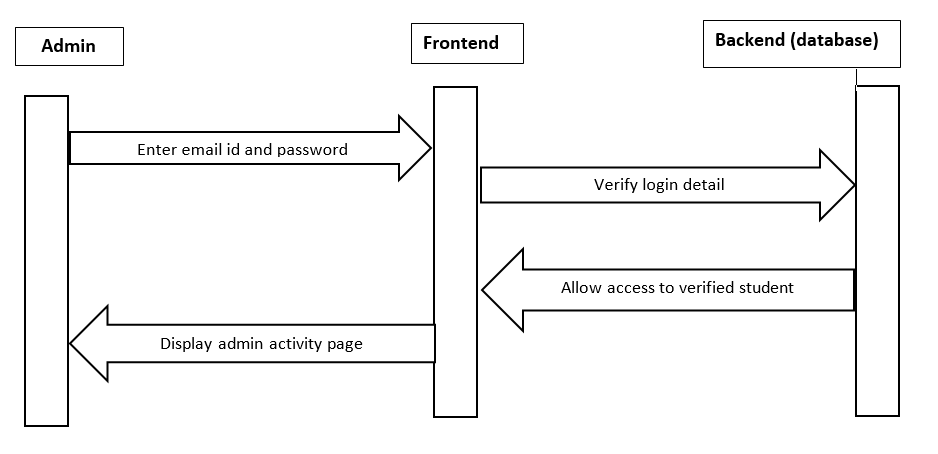 Admin
Frontend
Backend (database)
Enter email id and password
Verify login detail
Allow access to verified student
Display admin activity page